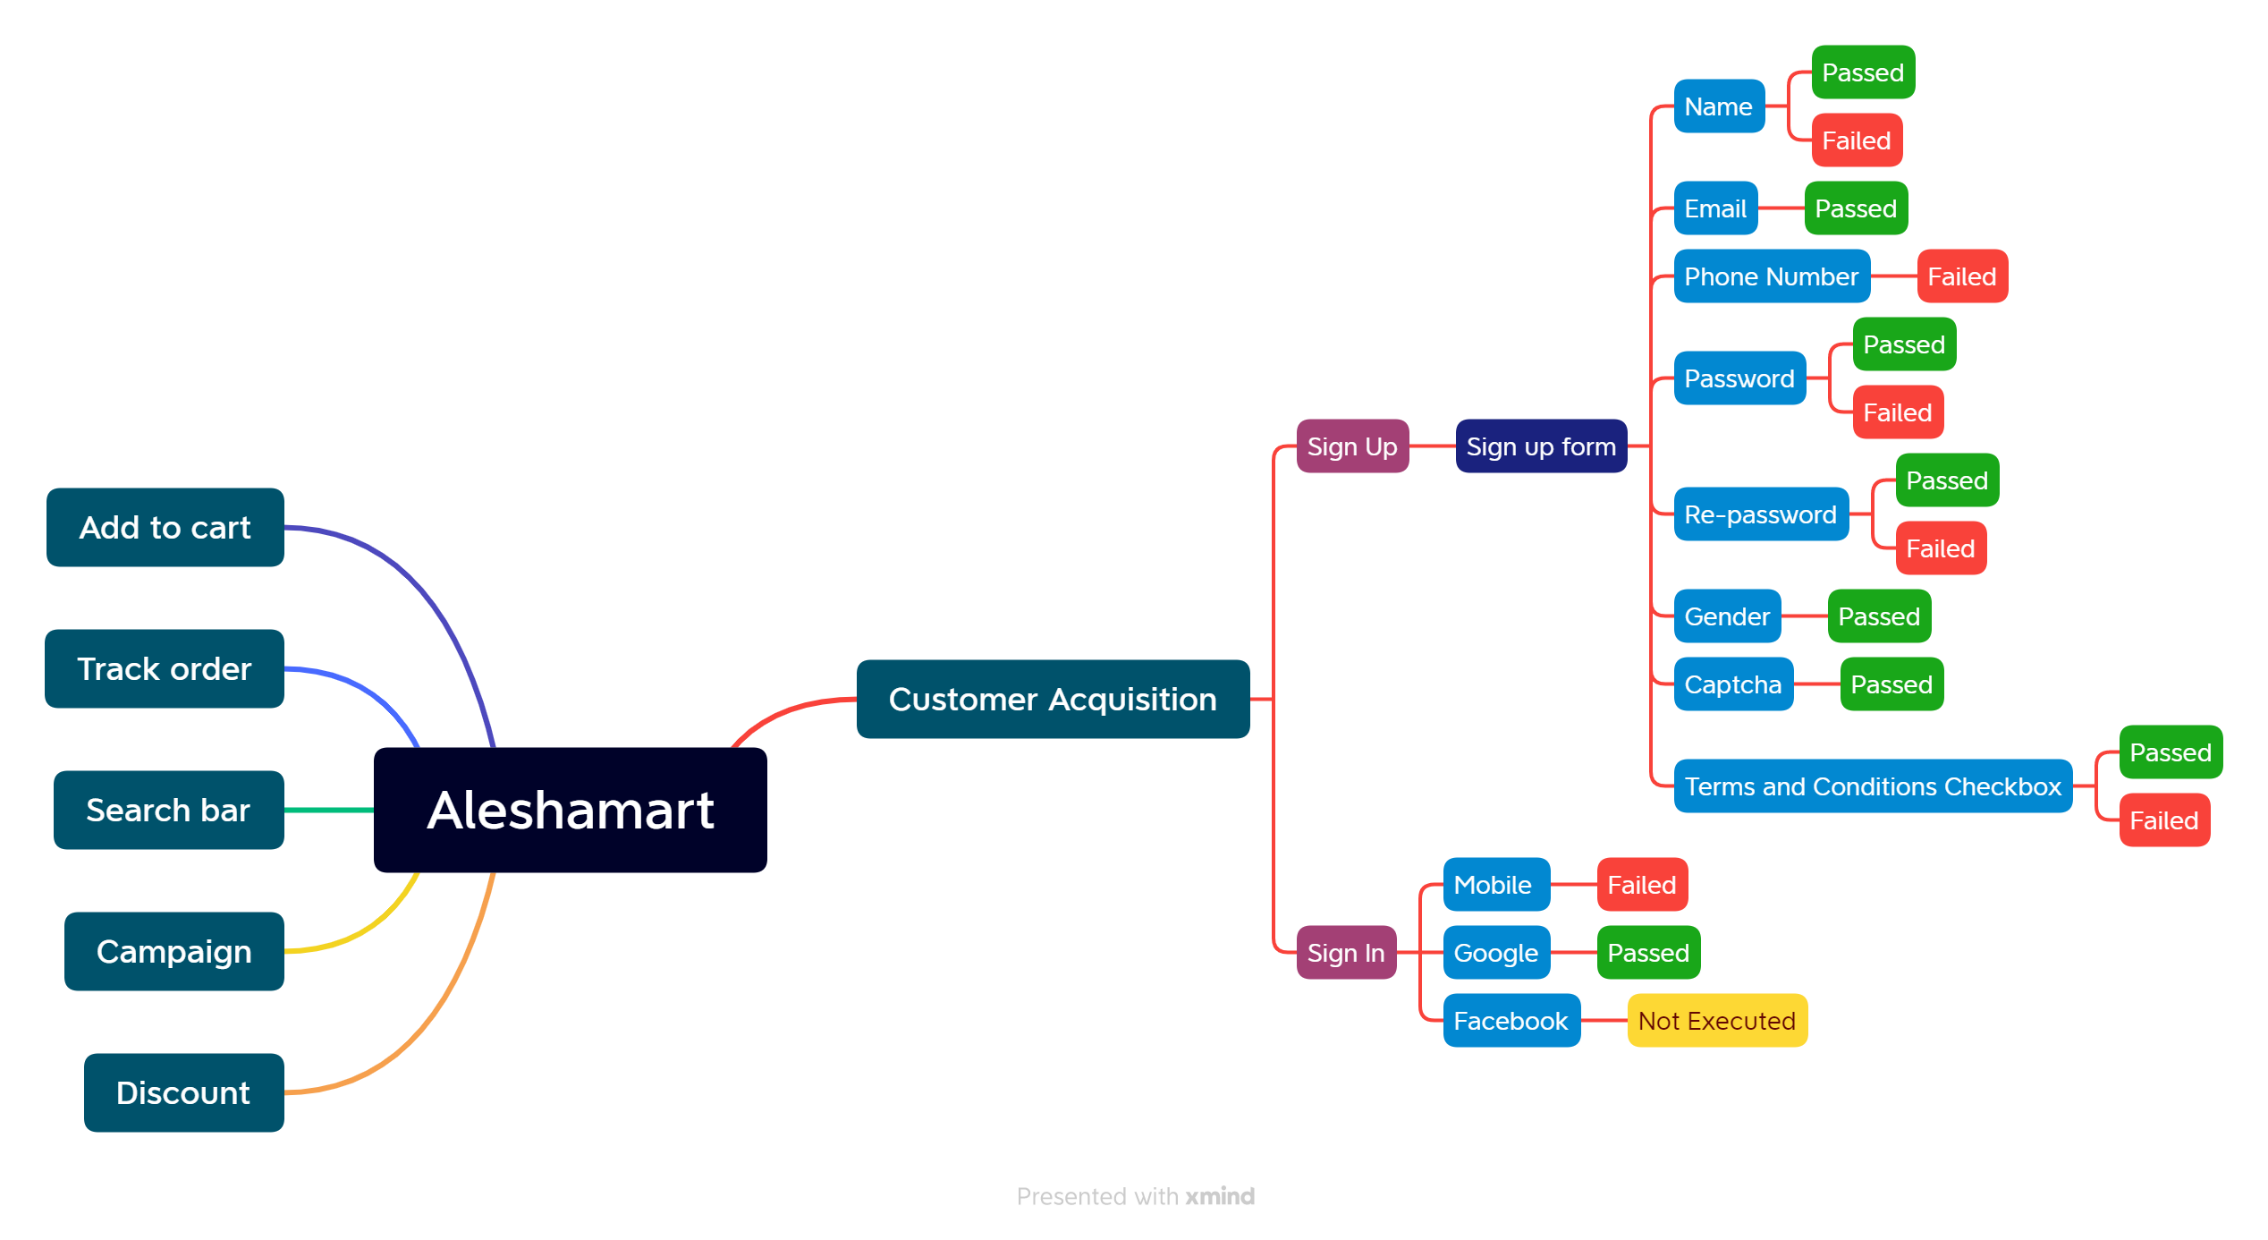 Aleshamart
Customer Acquisition
Sign Up
Sign up form
Name
Passed
Failed
Email
Passed
Phone Number
Failed
Password
Passed
Failed
Re-password
Passed
Failed
Gender
Passed
Captcha
Passed
Terms and Conditions Checkbox
Passed
Failed
Sign In
Mobile
Failed
Google
Passed
Facebook
Not Executed
Add to cart
Track order
Search bar
Campaign
Discount
Presented with xmind